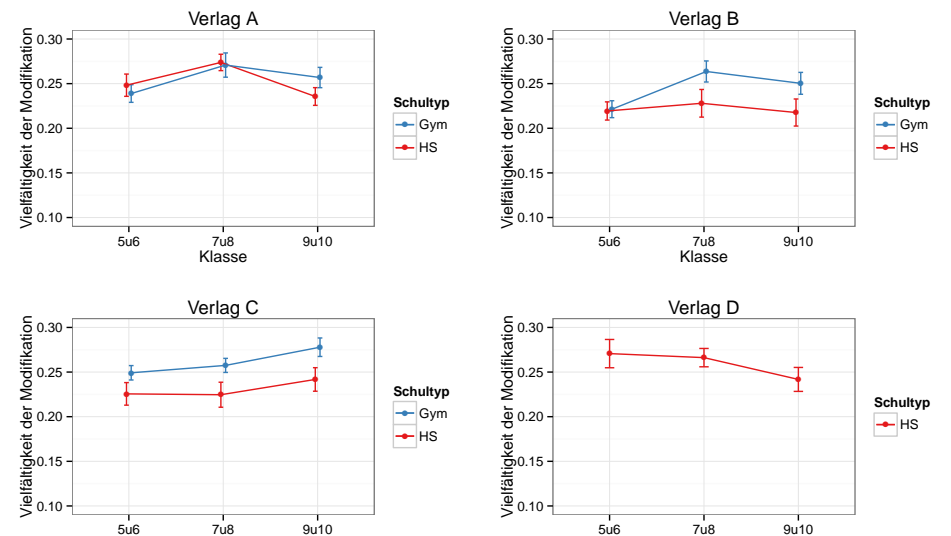 Verlag A
Vielfältigkeit der Modifikation
0.30
0.25
0.20
0.15
0.10
5u6 7u8 9u10
Klasse
Schultyp
Gym
HS
Verlag B
Vielfältigkeit der Modifikation
0.30
0.25
0.20
0.15
0.10
5u6 7u8 9u10
Klasse
Schultyp
Gym
HS
Verlag C
Vielfältigkeit der Modifikation
0.30
0.25
0.20
0.15
0.10
5u6 7u8 9u10
Schultyp
Gym
HS
Verlag D
Vielfältigkeit der Modifikation
0.30
0.25
0.20
0.15
0.10
5u6 7u8 9u10
Schultyp
HS